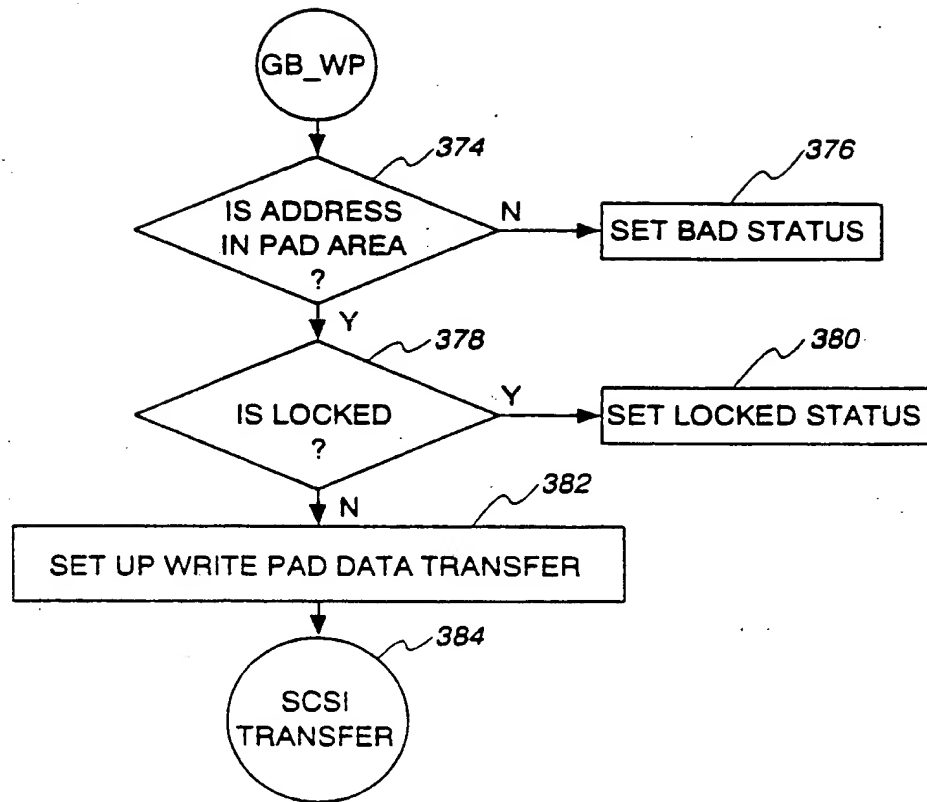 GB_WP
374
IS ADDRESS
IN PAD AREA
?
N
376
SET BAD STATUS
Y
378
IS LOCKED
?
Y
380
SET LOCKED STATUS
N
382
SET UP WRITE PAD DATA TRANSFER
384
SCSI
TRANSFER